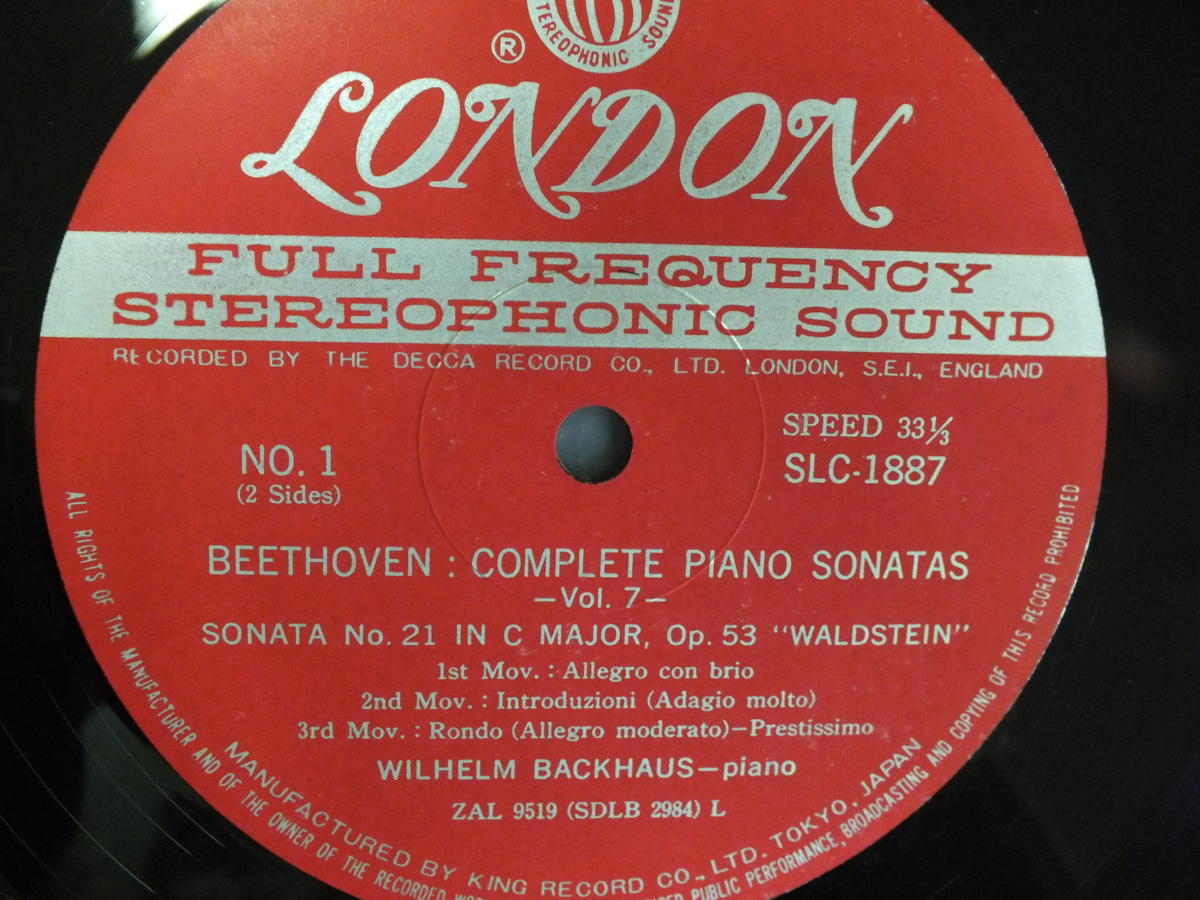 STEREOPHONIC SOUND
®
LONDON
FULL FREQUENCY
STEREOPHONIC SOUND
RECORDED BY THE DECCA RECORD CO., LTD. LONDON, S.E.I., ENGLAND
NO. 1
(2 Sides)
SPEED 33⅓
SLC-1887
BEETHOVEN : COMPLETE PIANO SONATAS
—Vol. 7—
SONATA No. 21 IN C MAJOR, Op. 53 "WALDSTEIN"
1st Mov. : Allegro con brio
2nd Mov. : Introduzioni (Adagio molto)
3rd Mov. : Rondo (Allegro moderato)—Prestissimo
WILHELM BACKHAUS—piano
ZAL 9519 (SDLB 2984) L
MANUFACTURED BY KING RECORD CO., LTD. TOKYO, JAPAN
ALL RIGHTS OF THE MANUFACTURER AND OF THE OWNER OF THE RECORDED PUBLIC PERFORMANCE, BROADCASTING AND COPYING OF THIS RECORD PROHIBITED